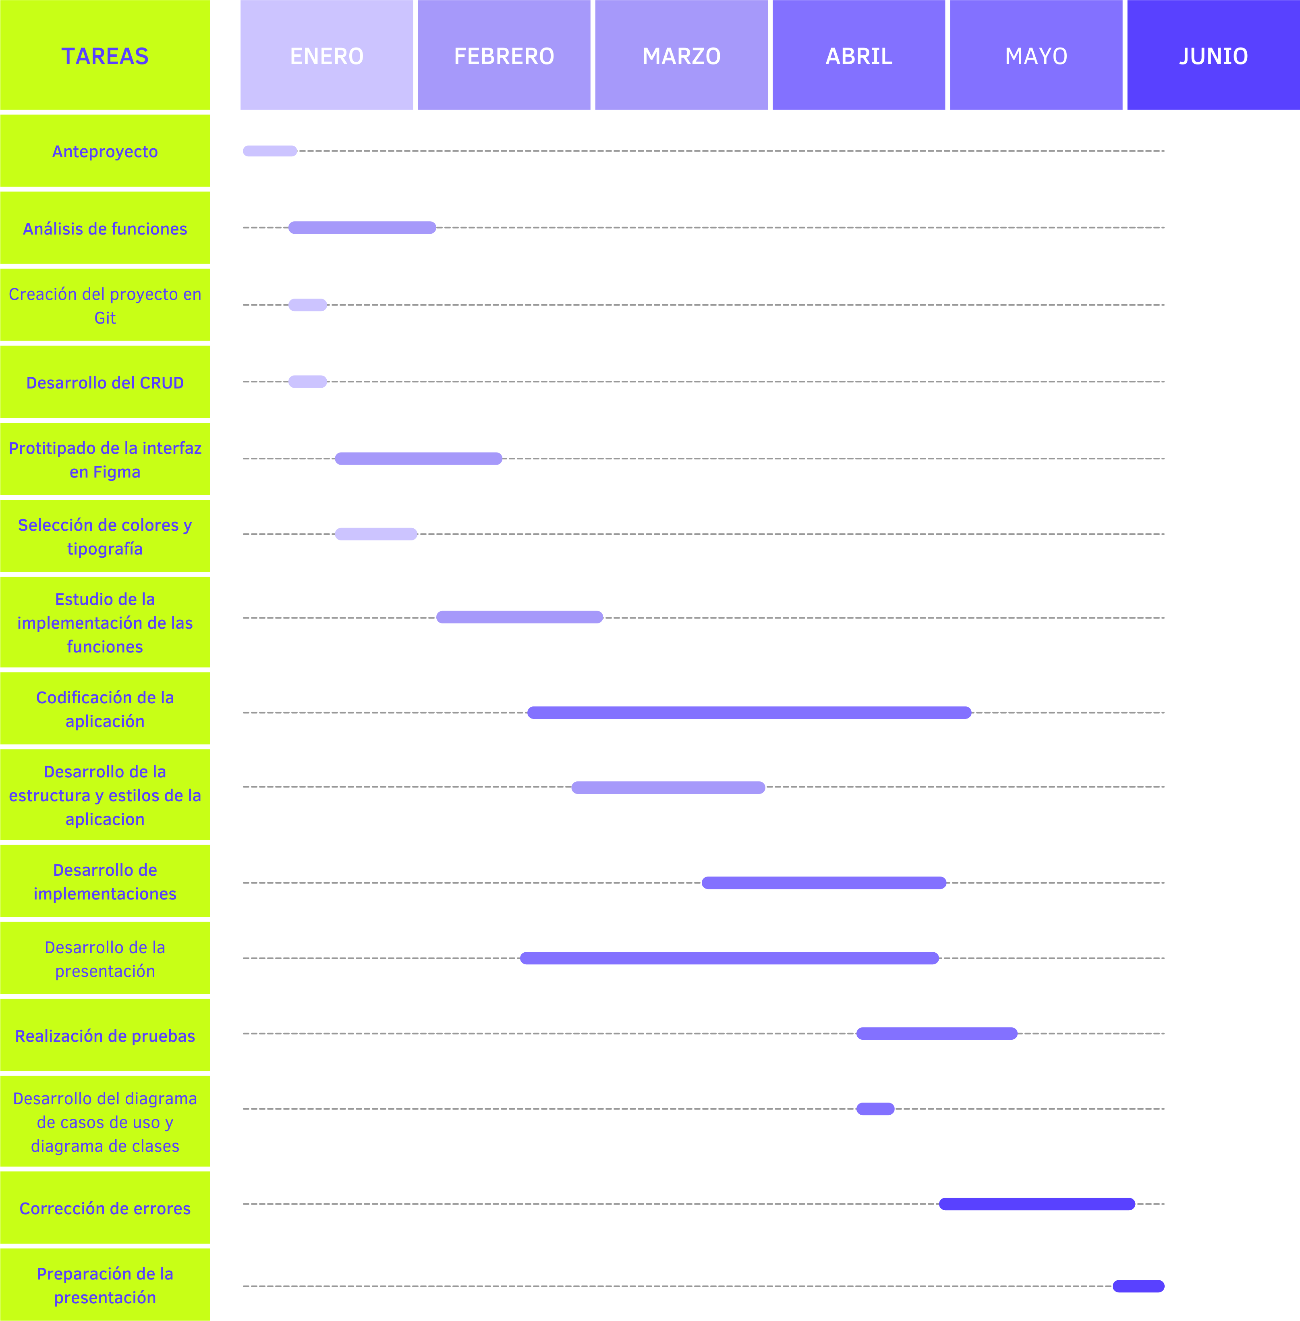 TAREAS
ENERO
FEBRERO
MARZO
ABRIL
MAYO
JUNIO
Anteproyecto
Análisis de funciones
Creación del proyecto en
Git
Desarrollo del CRUD
Protitipado de la interfaz
en Figma
Selección de colores y
tipografía
Estudio de la
implementación de las
funciones
Codificación de la
aplicación
Desarrollo de la
estructura y estilos de la
aplicacion
Desarrollo de
implementaciones
Desarrollo de la
presentación
Realización de pruebas
Desarrollo del diagrama
de casos de uso y
diagrama de clases
Corrección de errores
Preparación de la
presentación